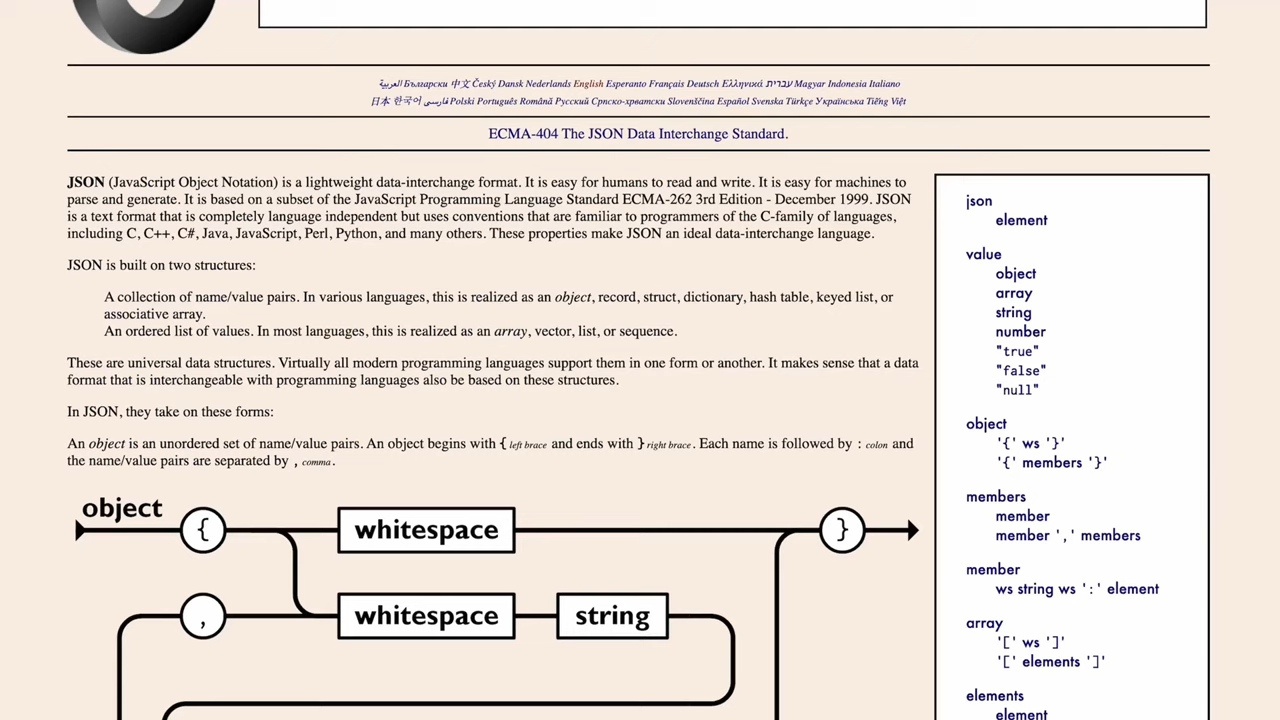 العربية Български 中文 Český Dansk Nederlands English Esperanto Français Deutsch Ελληνικά עברית Magyar Indonesia Italiano
日本 한국어 فارسی Polski Português Română Русский Српско-хрватски Slovenščina Español Svenska Türkçe Українська Tiếng Việt
ECMA-404 The JSON Data Interchange Standard.
JSON (JavaScript Object Notation) is a lightweight data-interchange format. It is easy for humans to read and write. It is easy for machines to
parse and generate. It is based on a subset of the JavaScript Programming Language Standard ECMA-262 3rd Edition - December 1999. JSON
is a text format that is completely language independent but uses conventions that are familiar to programmers of the C-family of languages,
including C, C++, C#, Java, JavaScript, Perl, Python, and many others. These properties make JSON an ideal data-interchange language.
JSON is built on two structures:
A collection of name/value pairs. In various languages, this is realized as an object, record, struct, dictionary, hash table, keyed list, or
associative array.
An ordered list of values. In most languages, this is realized as an array, vector, list, or sequence.
These are universal data structures. Virtually all modern programming languages support them in one form or another. It makes sense that a data
format that is interchangeable with programming languages also be based on these structures.
In JSON, they take on these forms:
An object is an unordered set of name/value pairs. An object begins with { left brace and ends with } right brace. Each name is followed by : colon and
the name/value pairs are separated by , comma.
object
{
whitespace
}
,
whitespace
string
json
element
value
object
array
string
number
"true"
"false"
"null"
object
'{' ws '}'
'{' members '}'
members
member
member ',' members
member
ws string ws ':' element
array
'[' ws ']'
'[' elements ']'
elements
element